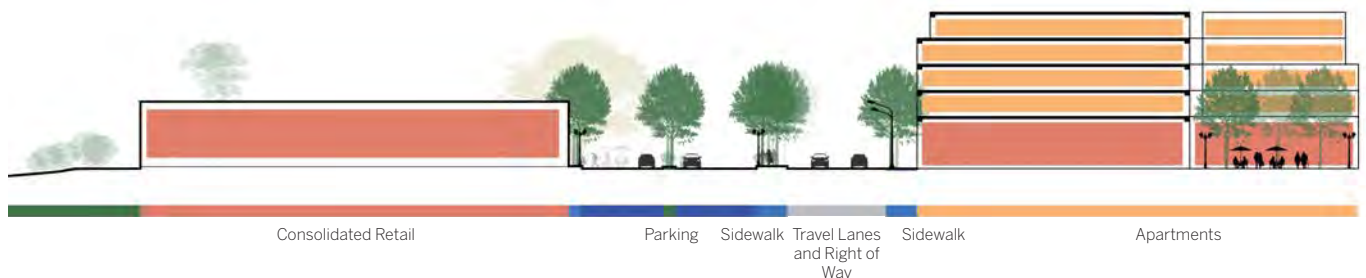 Consolidated Retail
Parking
Sidewalk
Travel Lanes
and Right of
Way
Sidewalk
Apartments